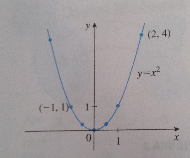 y
(2, 4)
y=x²
(−1, 1)
1
0
1
x